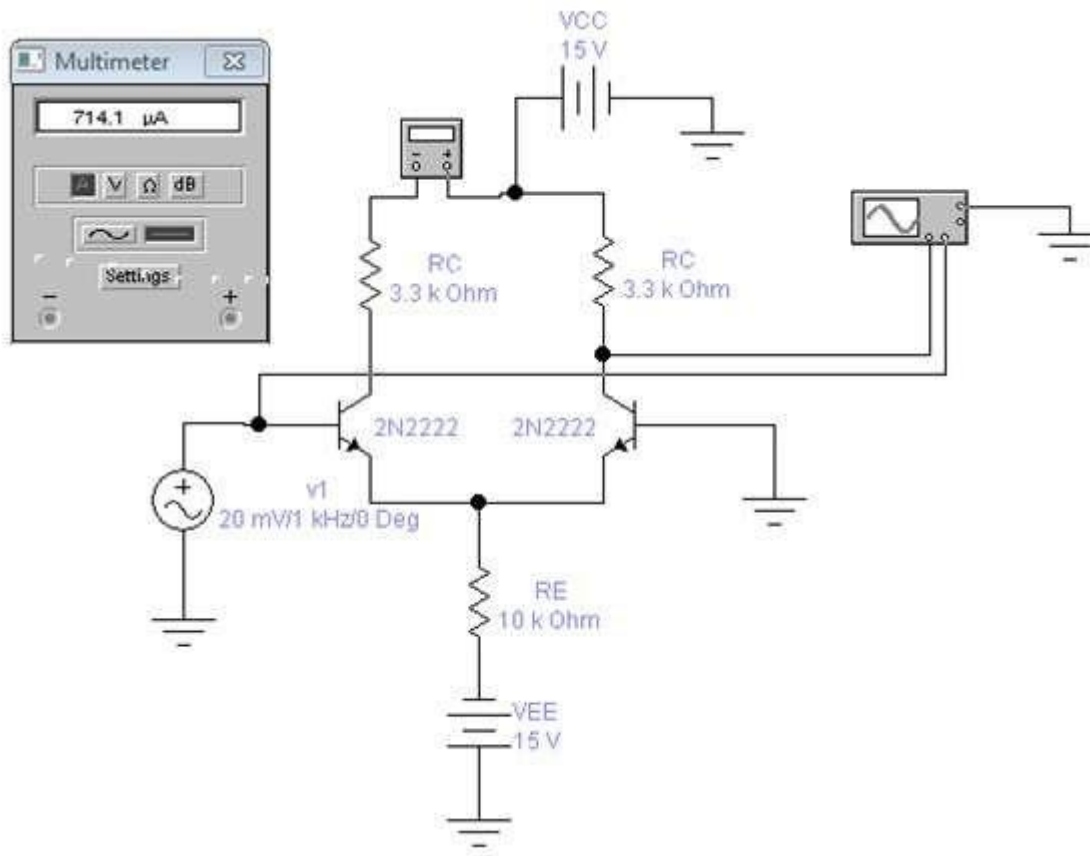 VCC
15 V
Multimeter
714.1 µA
A V Ω dB
Settings
- +
- +
RC
3.3 k Ohm
RC
3.3 k Ohm
2N2222
2N2222
+
v1
20 mV/1 kHz/0 Deg
RE
10 k Ohm
VEE
15 V